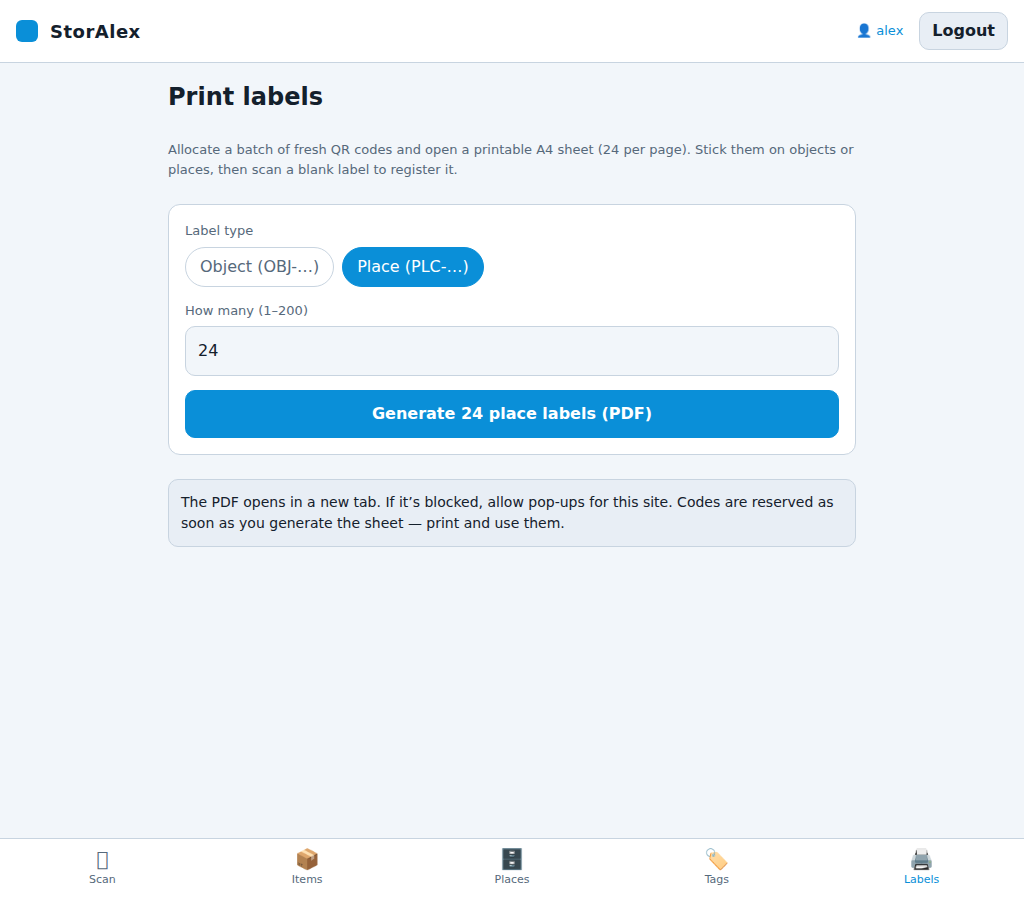 StorAlex
alex
Logout
Print labels
Allocate a batch of fresh QR codes and open a printable A4 sheet (24 per page). Stick them on objects or
places, then scan a blank label to register it.
Label type
Object (OBJ-…)
Place (PLC-…)
How many (1–200)
24
Generate 24 place labels (PDF)
The PDF opens in a new tab. If it’s blocked, allow pop-ups for this site. Codes are reserved as
soon as you generate the sheet — print and use them.
Scan
Items
Places
Tags
Labels